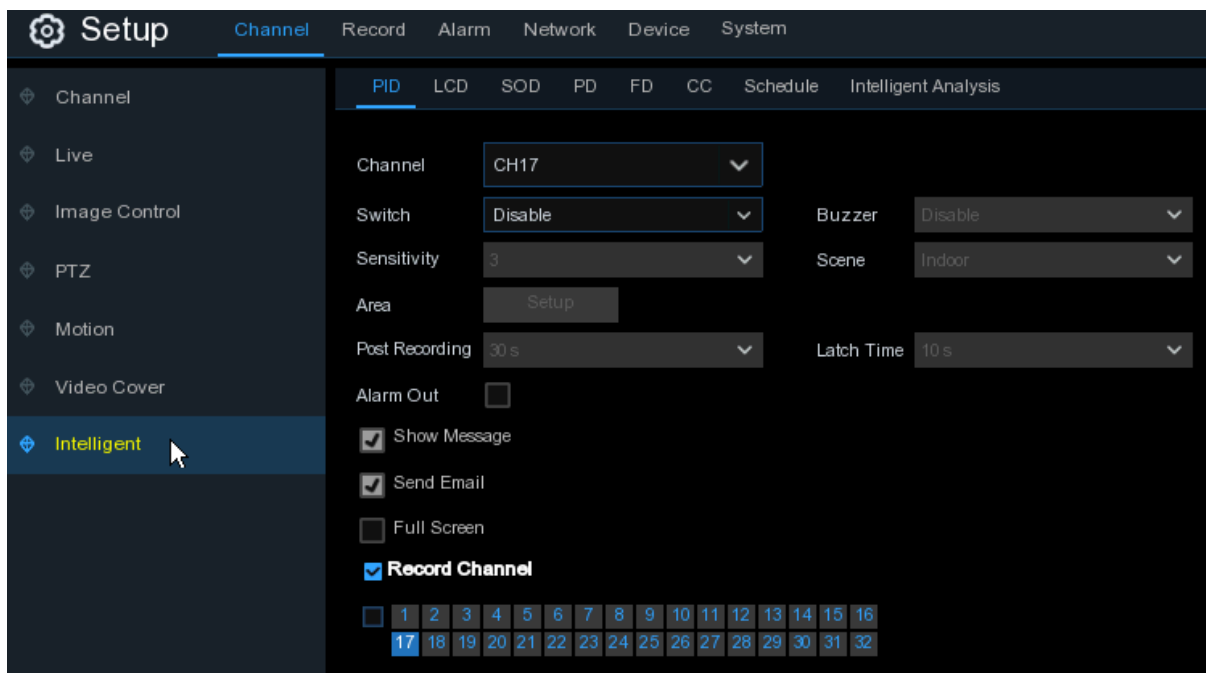 Setup Channel Record Alarm Network Device System
Channel
Live
Image Control
PTZ
Motion
Video Cover
Intelligent
PID LCD SOD PD FD CC Schedule Intelligent Analysis
Channel CH17
Switch Disable Buzzer Disable
Sensitivity 3 Scene Indoor
Area Setup
Post Recording 30 s Latch Time 10 s
Alarm Out
Show Message
Send Email
Full Screen
Record Channel
1 2 3 4 5 6 7 8 9 10 11 12 13 14 15 16
17 18 19 20 21 22 23 24 25 26 27 28 29 30 31 32